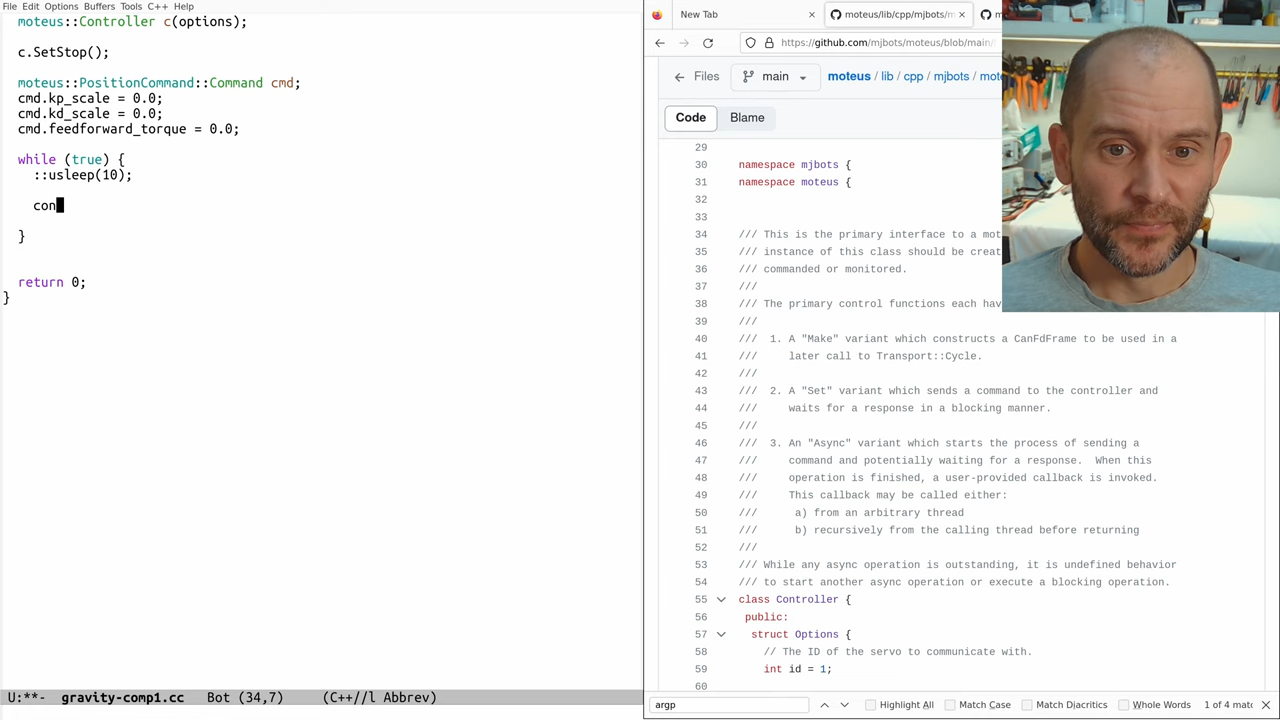 File Edit Options Buffers Tools C++ Help
moteus::Controller c(options);
c.SetStop();
moteus::PositionCommand::Command cmd;
cmd.kp_scale = 0.0;
cmd.kd_scale = 0.0;
cmd.feedforward_torque = 0.0;
while (true) {
::usleep(10);
con
}
return 0;
}
U:**- gravity-comp1.cc Bot (34,7) (C++//l Abbrev)
New Tab
moteus/lib/cpp/mjbots/m
https://github.com/mjbots/moteus/blob/main/
Files
main
moteus / lib / cpp / mjbots /
Code
Blame
29
30 namespace mjbots {
31 namespace moteus {
32
33
34 /// This is the primary interface to a
35 /// instance of this class should be
36 /// commanded or monitored.
37 ///
38 /// The primary control functions each
39 ///
40 /// 1. A "Make" variant which constructs a CanFdFrame to be used in a
41 /// later call to Transport::Cycle.
42 ///
43 /// 2. A "Set" variant which sends a command to the controller and
44 /// waits for a response in a blocking manner.
45 ///
46 /// 3. An "Async" variant which starts the process of sending a
47 /// command and potentially waiting for a response. When this
48 /// operation is finished, a user-provided callback is invoked.
49 /// This callback may be called either:
50 /// a) from an arbitrary thread
51 /// b) recursively from the calling thread before returning
52 ///
53 /// While any async operation is outstanding, it is undefined behavior
54 /// to start another async operation or execute a blocking operation.
55 class Controller {
56 public:
57 struct Options {
58 // The ID of the servo to communicate with.
59 int id = 1;
60
argp
Highlight All
Match Case
Match Diacritics
Whole Words
1 of 4